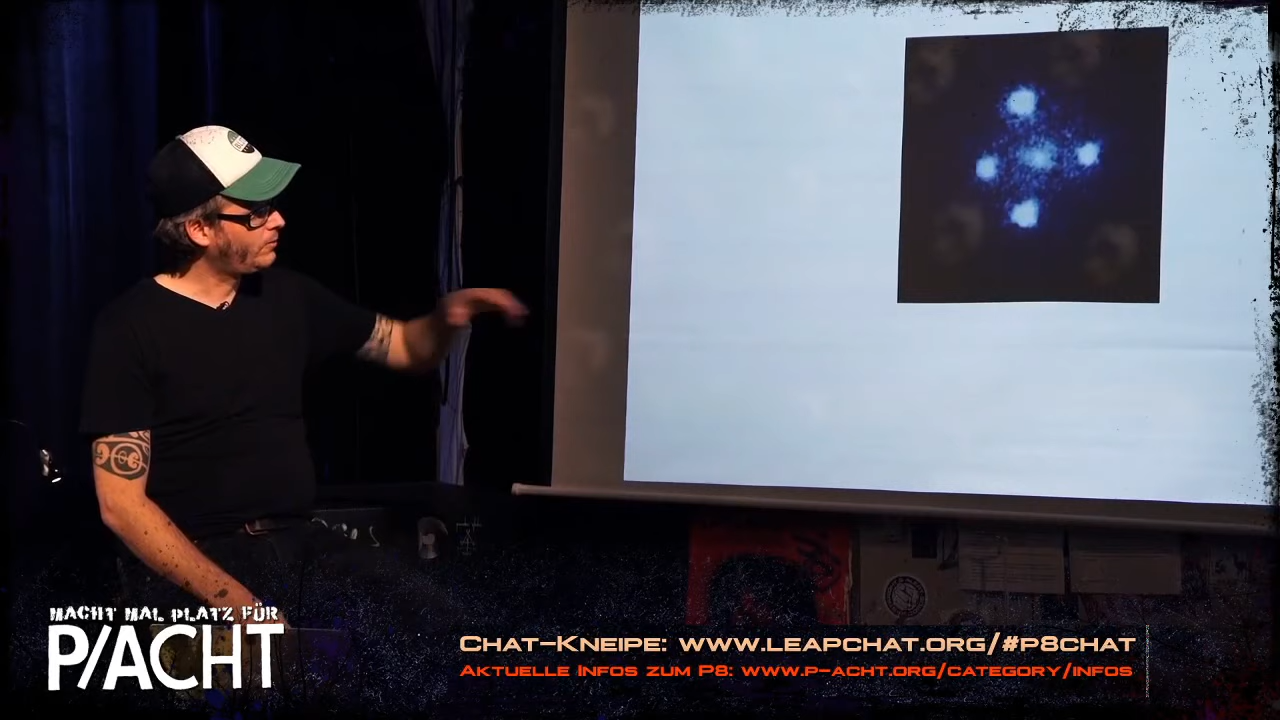 MACHT MAL PLATZ FÜR
P/ACHT
CHAT-KNEIPE: WWW.LEAPCHAT.ORG/#P8CHAT
AKTUELLE INFOS ZUM P8: WWW.P-ACHT.ORG/CATEGORY/INFOS